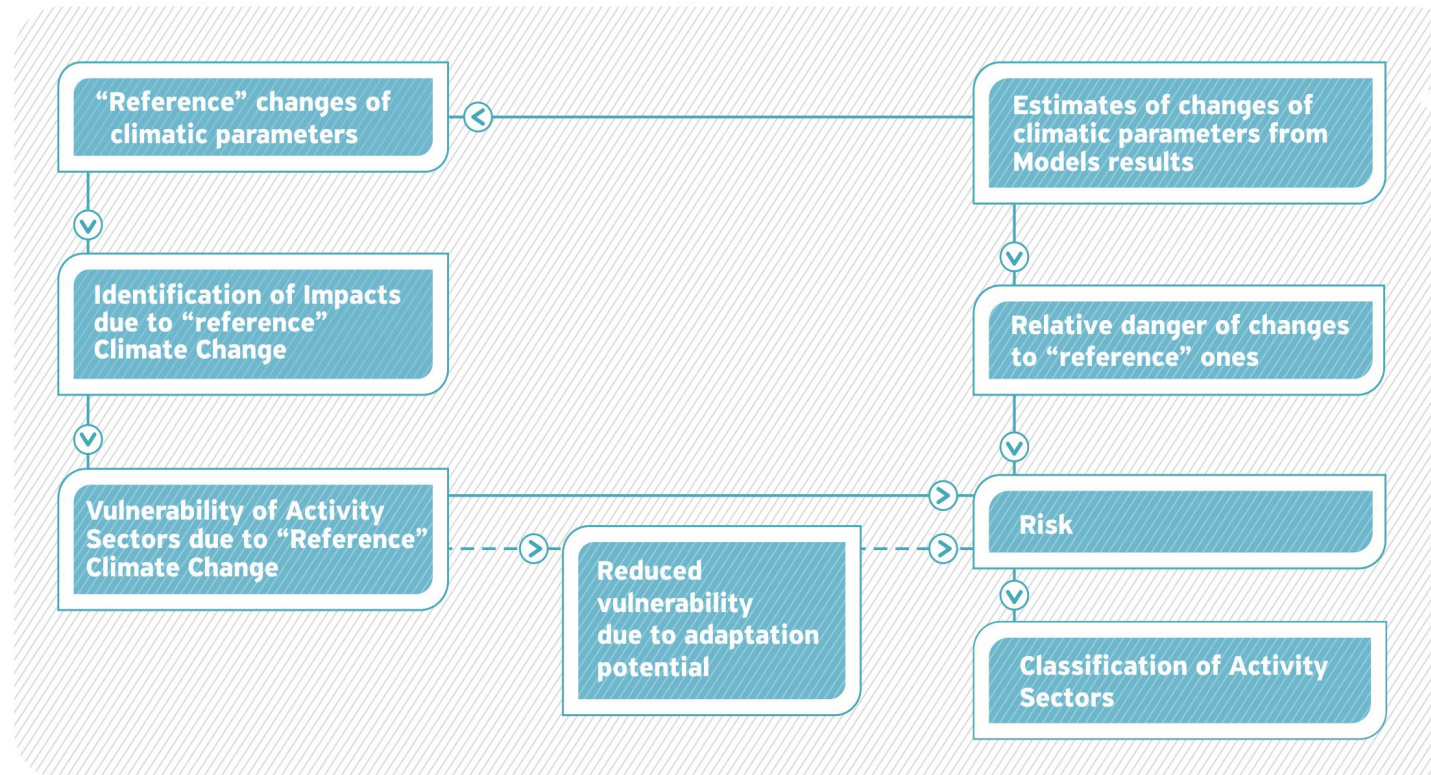 “Reference” changes of
climatic parameters
Estimates of changes of
climatic parameters from
Models results
Identification of Impacts
due to “reference”
Climate Change
Relative danger of changes
to “reference” ones
Vulnerability of Activity
Sectors due to “Reference”
Climate Change
Risk
Reduced
vulnerability
due to adaptation
potential
Classification of Activity
Sectors